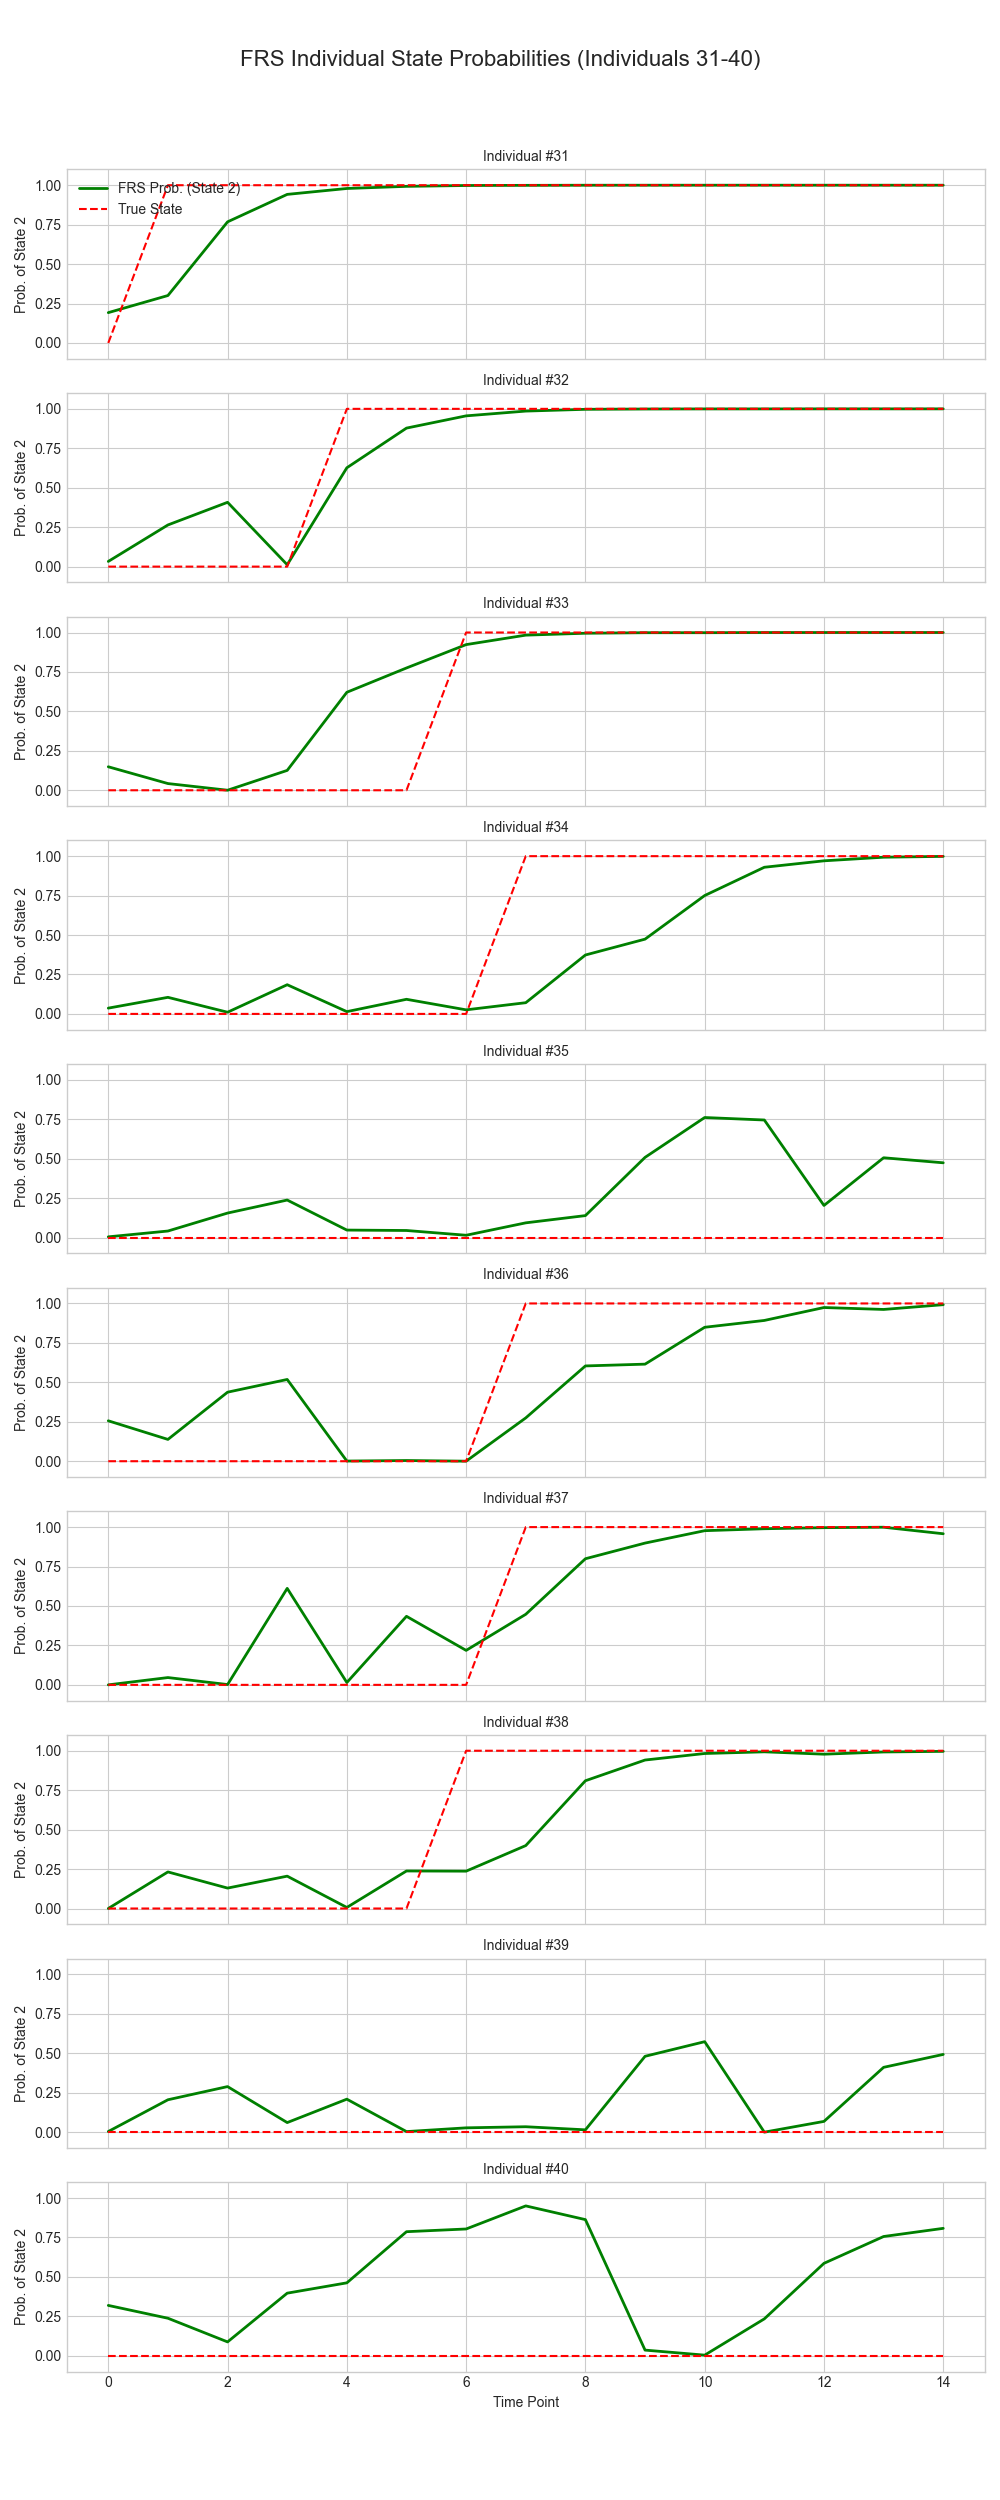 FRS Individual State Probabilities (Individuals 31-40)
Individual #31
FRS Prob. (State 2)
True State
Prob. of State 2
1.00
0.75
0.50
0.25
0.00
Individual #32
Prob. of State 2
1.00
0.75
0.50
0.25
0.00
Individual #33
Prob. of State 2
1.00
0.75
0.50
0.25
0.00
Individual #34
Prob. of State 2
1.00
0.75
0.50
0.25
0.00
Individual #35
Prob. of State 2
1.00
0.75
0.50
0.25
0.00
Individual #36
Prob. of State 2
1.00
0.75
0.50
0.25
0.00
Individual #37
Prob. of State 2
1.00
0.75
0.50
0.25
0.00
Individual #38
Prob. of State 2
1.00
0.75
0.50
0.25
0.00
Individual #39
Prob. of State 2
1.00
0.75
0.50
0.25
0.00
Individual #40
Prob. of State 2
1.00
0.75
0.50
0.25
0.00
0 2 4 6 8 10 12 14
Time Point